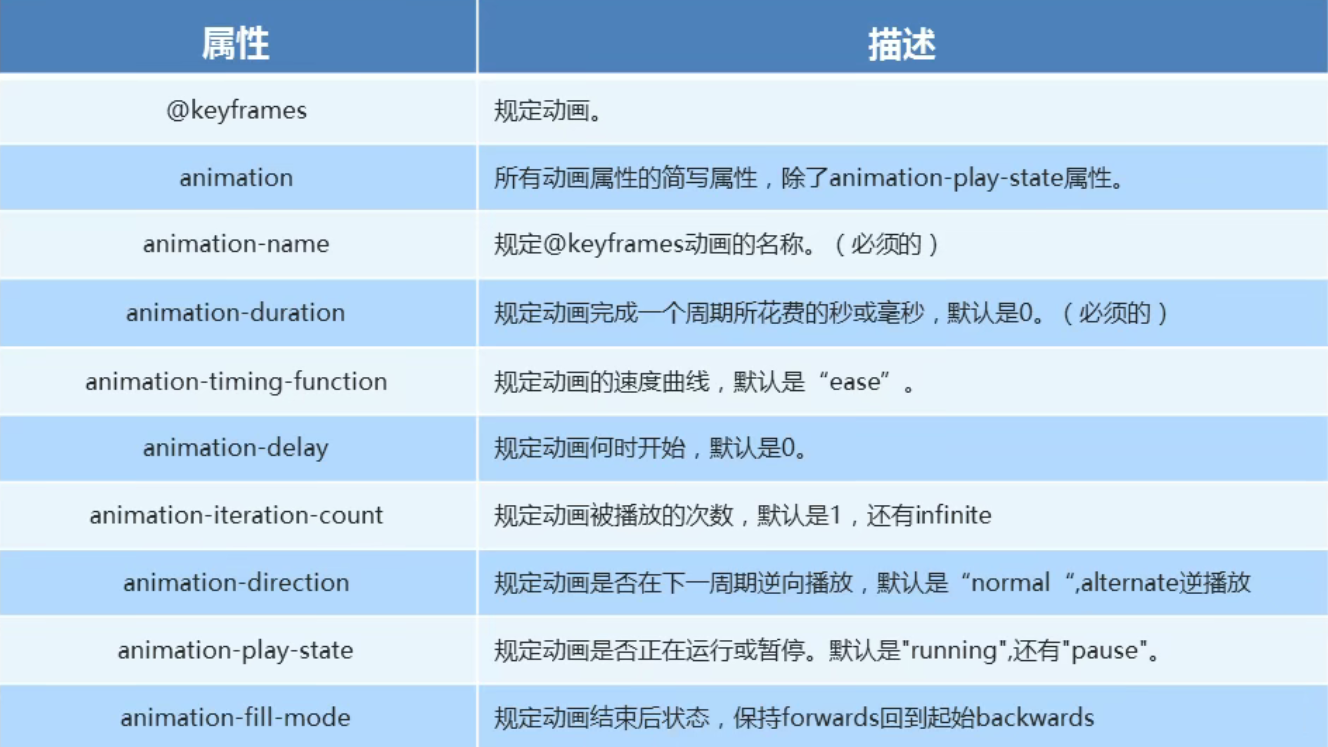 属性 描述
@keyframes 规定动画。
animation 所有动画属性的简写属性，除了animation-play-state属性。
animation-name 规定@keyframes动画的名称。（必须的）
animation-duration 规定动画完成一个周期所花费的秒或毫秒，默认是0。（必须的）
animation-timing-function 规定动画的速度曲线，默认是“ease”。
animation-delay 规定动画何时开始，默认是0。
animation-iteration-count 规定动画被播放的次数，默认是1，还有infinite
animation-direction 规定动画是否在下一周期逆向播放，默认是“normal“,alternate逆播放
animation-play-state 规定动画是否正在运行或暂停。默认是"running",还有"pause"。
animation-fill-mode 规定动画结束后状态，保持forwards回到起始backwards